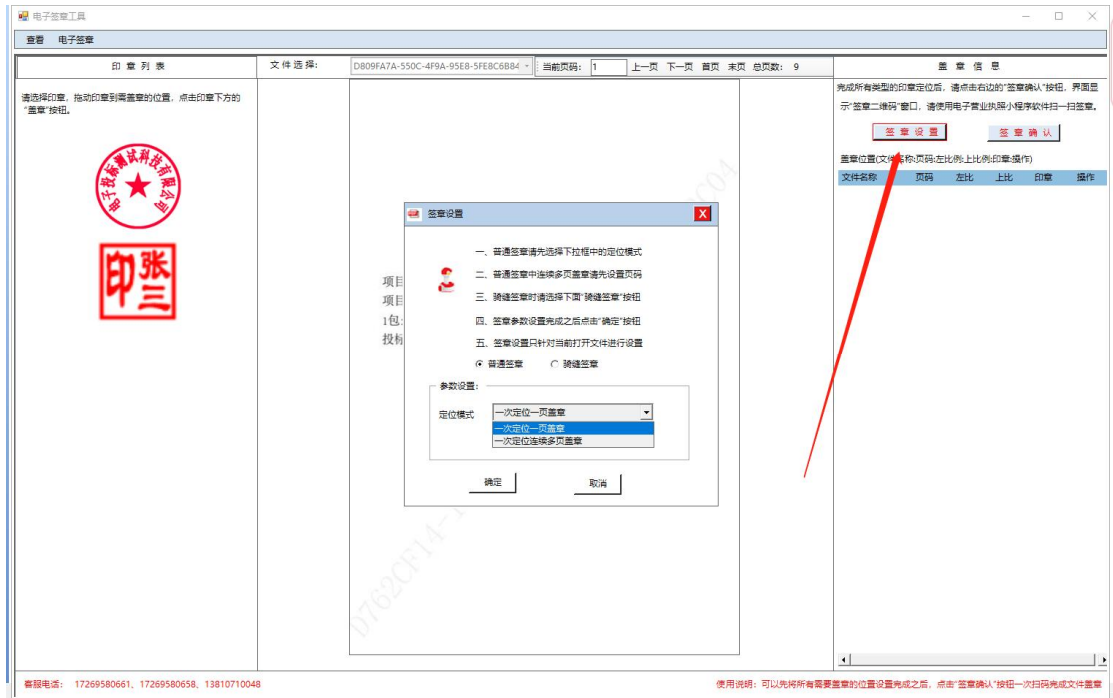 电子签章工具
查看 电子签章
印 章 列 表
文 件 选 择: D809FA7A-550C-4F9A-95E8-5FE8C6B84 当前页码: 1 上一页 下一页 首页 末页 总页数: 9
盖 章 信 息
请选择印章, 拖动印章到需盖章的位置, 点击印章下方的
“盖章”按钮。
电子投标测试科技有限公司
张三印
完成所有类型的印章定位后, 请点击右边的“签章确认”按钮, 界面显
示“签章二维码”窗口, 请使用电子营业执照小程序软件扫一扫签章。
签 章 设 置 签 章 确 认
盖章位置(文件名称:页码:左比例:上比例:印章:操作)
文件名称 页码 左比 上比 印章 操作
签章设置 X
一、普通签章请先选择下拉框中的定位模式
二、普通签章中连续多页盖章请先设置页码
三、骑缝签章时请选择下面“骑缝签章”按钮
四、签章参数设置完成之后点击“确定”按钮
五、签章设置只针对当前打开文件进行设置
普通签章 骑缝签章
参数设置:
定位模式 一次定位一页盖章
一次定位一页盖章
一次定位连续多页盖章
确定 取消
项目
项目
1包:
投标
C04
D762CF14-1
客服电话: 17269580661、17269580658、13810710048
使用说明: 可以先将所有需要盖章的位置设置完成之后, 点击“签章确认”按钮一次扫码完成文件盖章